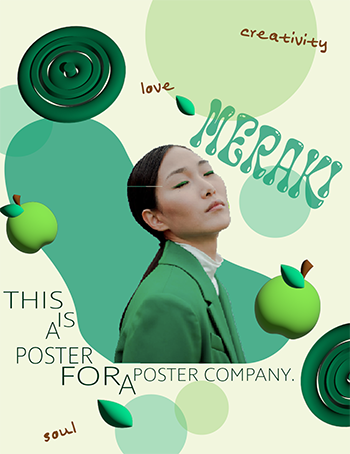 creativity
love
MERAKI
THIS
IS
A
POSTER
FOR A POSTER COMPANY.
soul